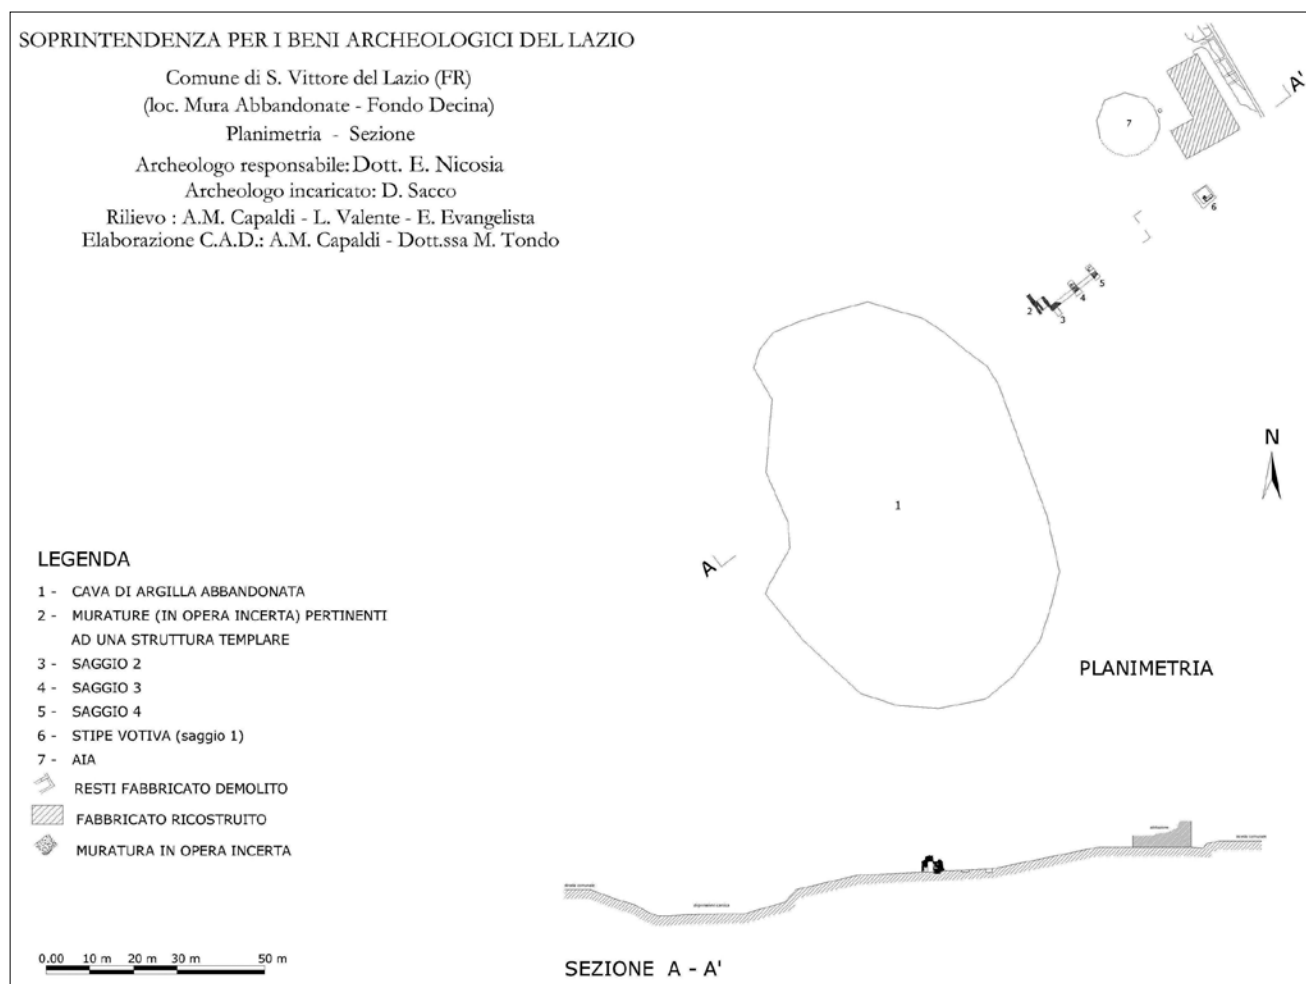 SOPRINTENDENZA PER I BENI ARCHEOLOGICI DEL LAZIO
Comune di S. Vittore del Lazio (FR)
(loc. Mura Abbandonate - Fondo Decina)
Planimetria - Sezione
Archeologo responsabile: Dott. E. Nicosia
Archeologo incaricato: D. Sacco
Rilievo : A.M. Capaldi - L. Valente - E. Evangelista
Elaborazione C.A.D.: A.M. Capaldi - Dott.ssa M. Tondo
A'
7
6
5
4
2
3
N
1
A
LEGENDA
1 - CAVA DI ARGILLA ABBANDONATA
2 - MURATURE (IN OPERA INCERTA) PERTINENTI
AD UNA STRUTTURA TEMPLARE
3 - SAGGIO 2
4 - SAGGIO 3
5 - SAGGIO 4
6 - STIPE VOTIVA (saggio 1)
7 - AIA
RESTI FABBRICATO DEMOLITO
FABBRICATO RICOSTRUITO
MURATURA IN OPERA INCERTA
PLANIMETRIA
0.00 10 m 20 m 30 m 50 m
SEZIONE A - A'